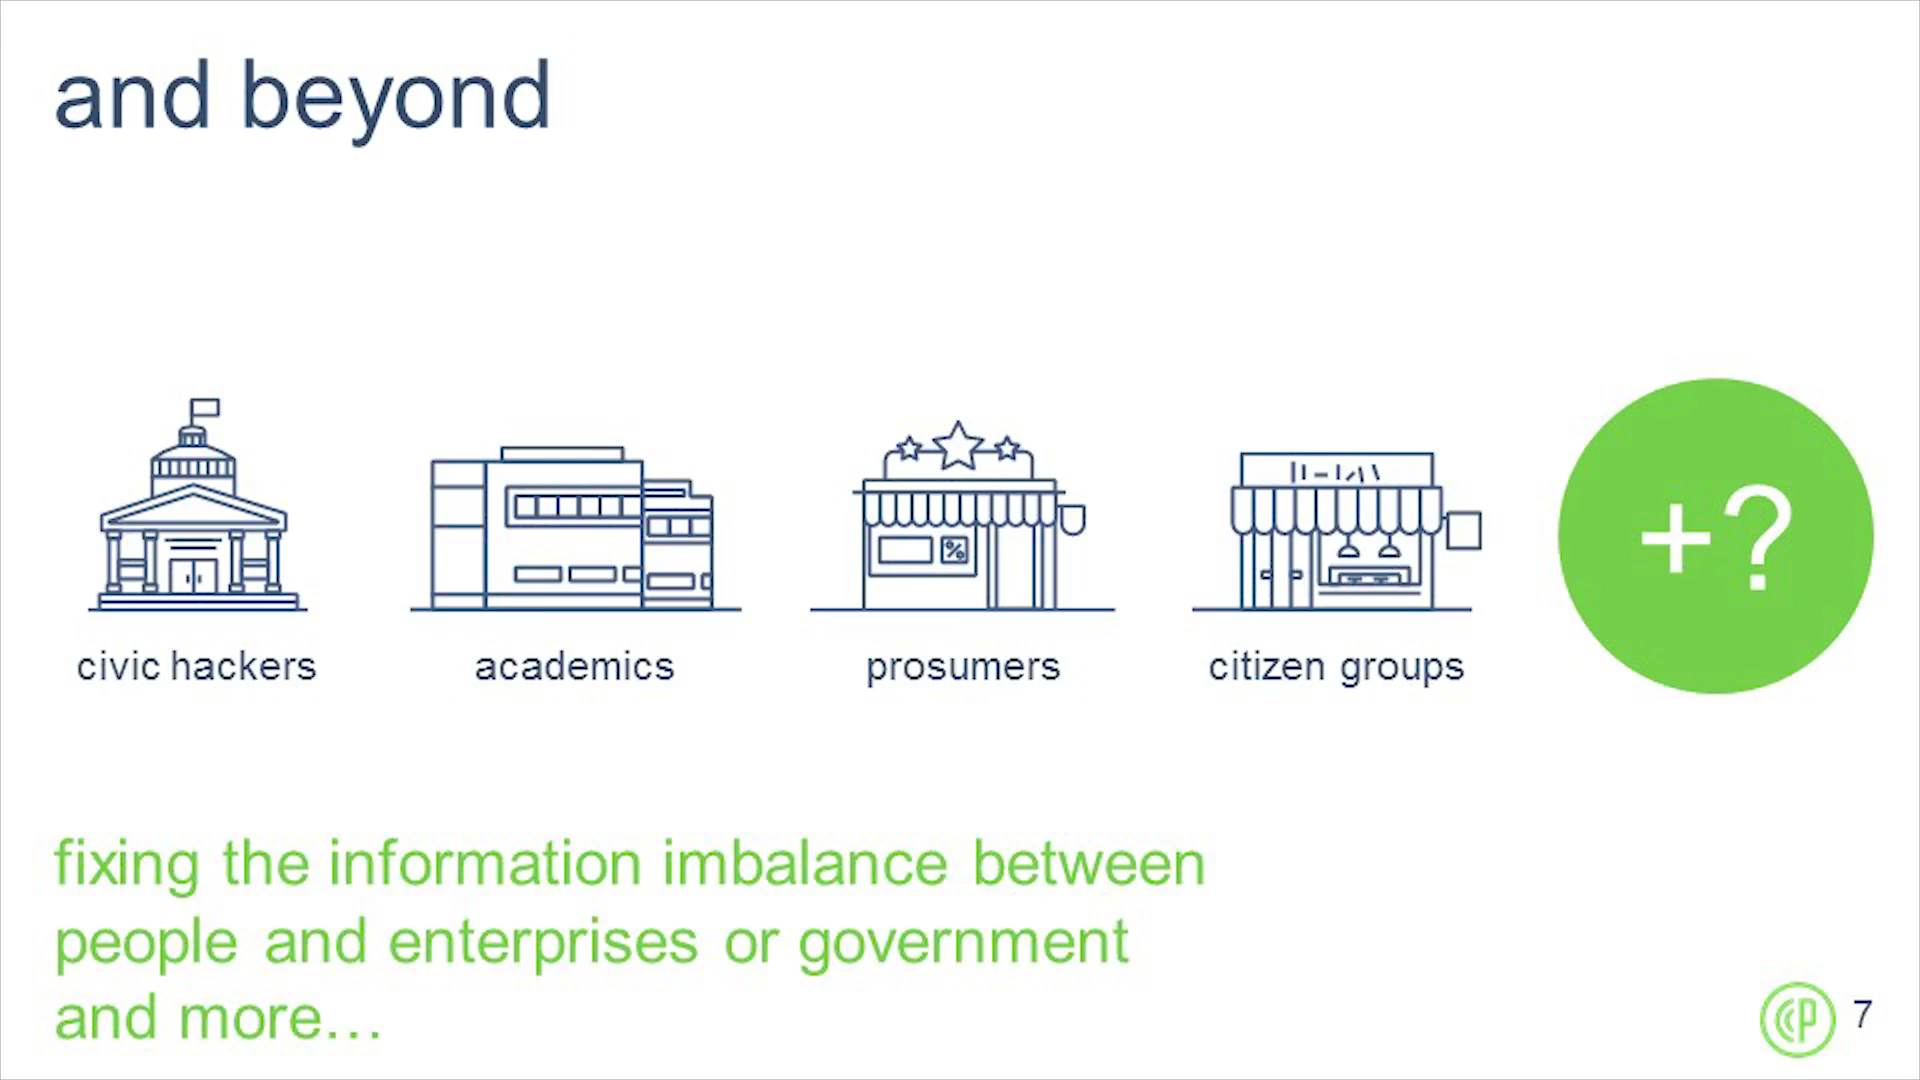 and beyond
%
+?
civic hackers
academics
prosumers
citizen groups
fixing the information imbalance between
people and enterprises or government
and more…
CP 7